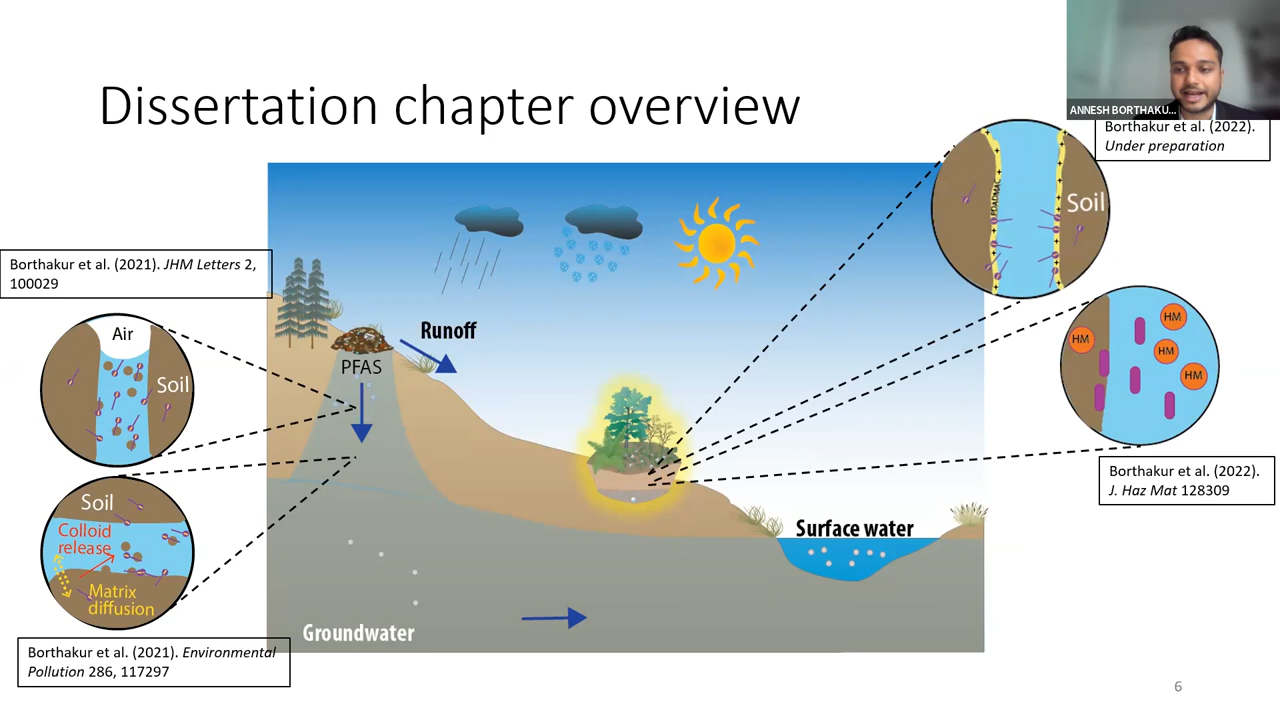 Dissertation chapter overview
ANNESH BORTHAKU...
Borthakur et al. (2022).
Under preparation
Borthakur et al. (2021). JHM Letters 2,
100029
Air
Soil
Runoff
PFAS
PDADMAC
Soil
HM
HM
HM
HM
Borthakur et al. (2022).
J. Haz Mat 128309
Soil
Colloid
release
Matrix
diffusion
Surface water
Groundwater
Borthakur et al. (2021). Environmental
Pollution 286, 117297
6